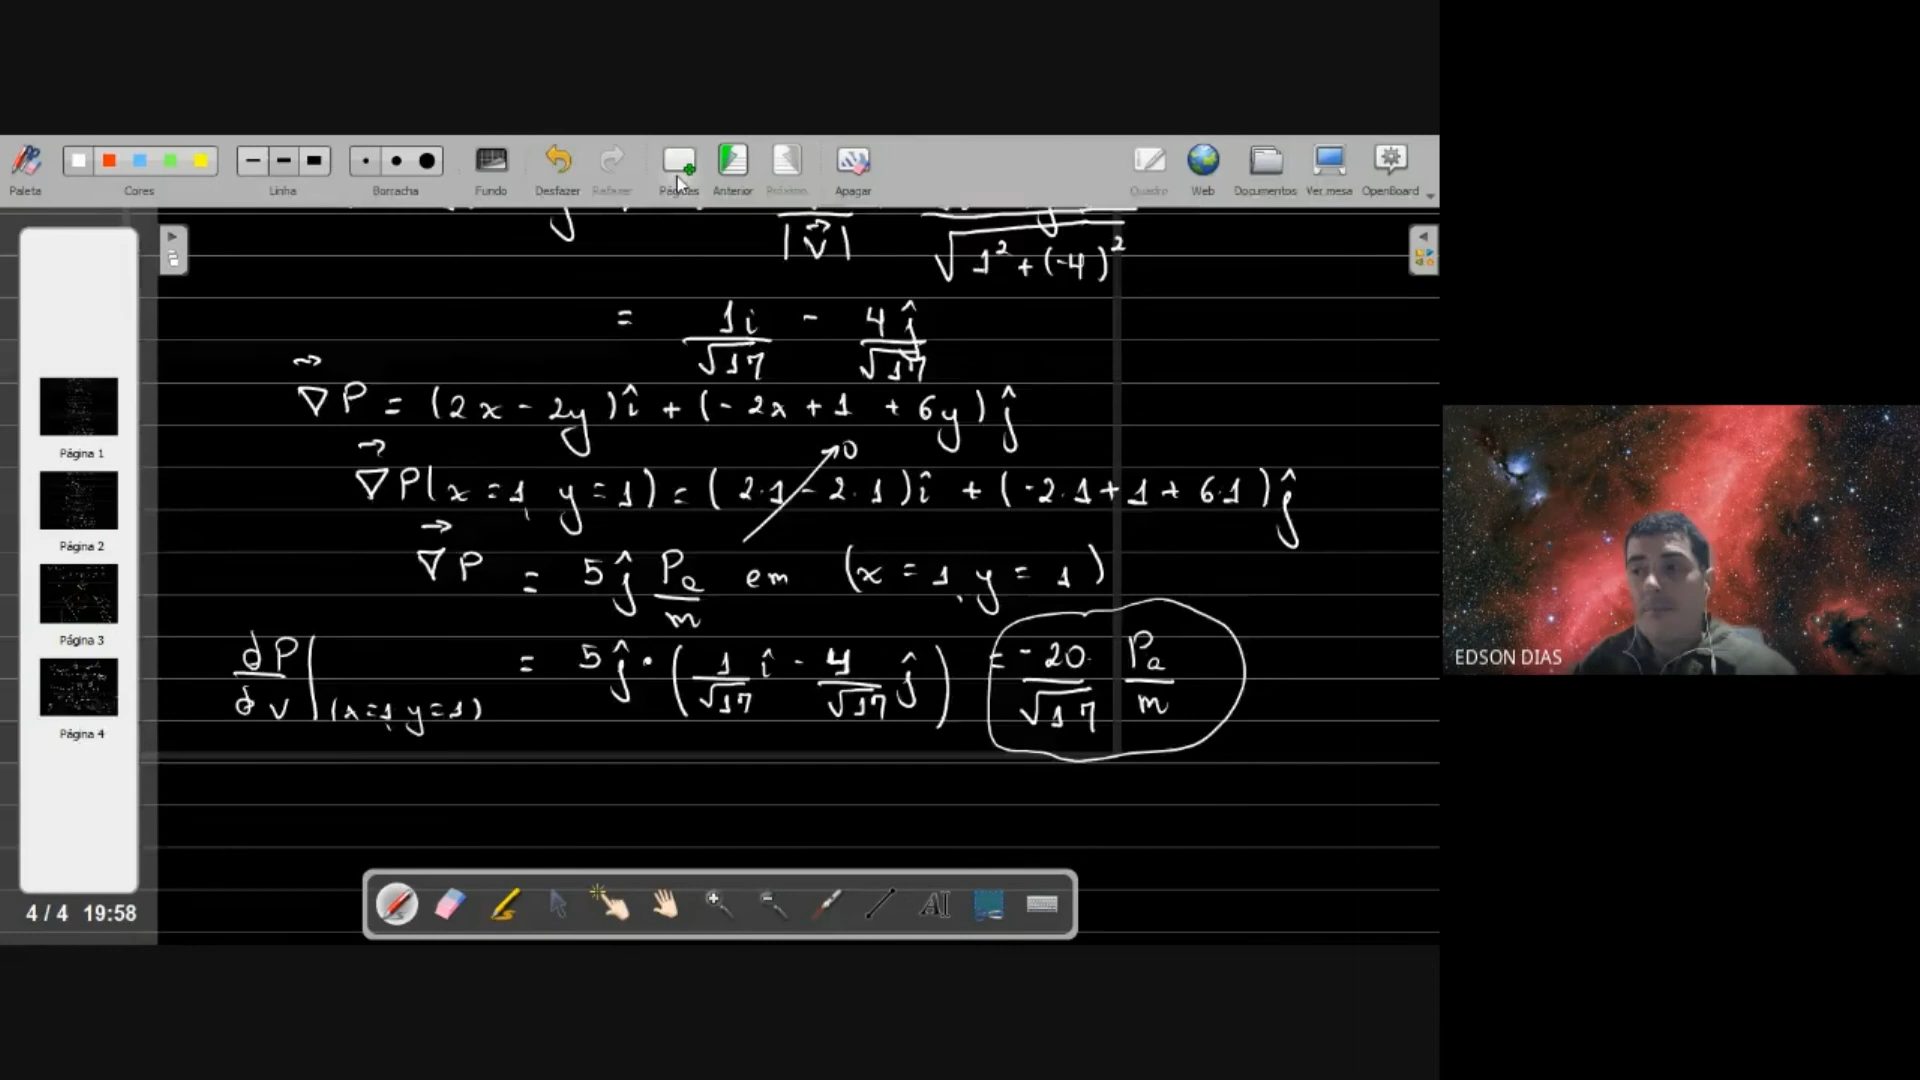 Paleta Cores Linha Borracha Fundo Desfazer Refazer Páginas Anterior Próximo Apagar Quadro Web Documentos Ver mesa OpenBoard
|v⃗| √1² + (-4)²
= 1i/√17 - 4ĵ/√17
∇⃗P = (2x - 2y)î + (-2x + 1 + 6y)ĵ
0
∇⃗P(x = 1, y = 1) = (2.1 - 2.1)î + (-2.1 + 1 + 6.1)ĵ
∇⃗P = 5ĵ Pa/m em (x = 1, y = 1)
dP/dv|(x=1, y=1) = 5ĵ · (1/√17 î - 4/√17 ĵ) = -20/√17 Pa/m
Página 1
Página 2
Página 3
Página 4
4 / 4 19:58
AI
EDSON DIAS